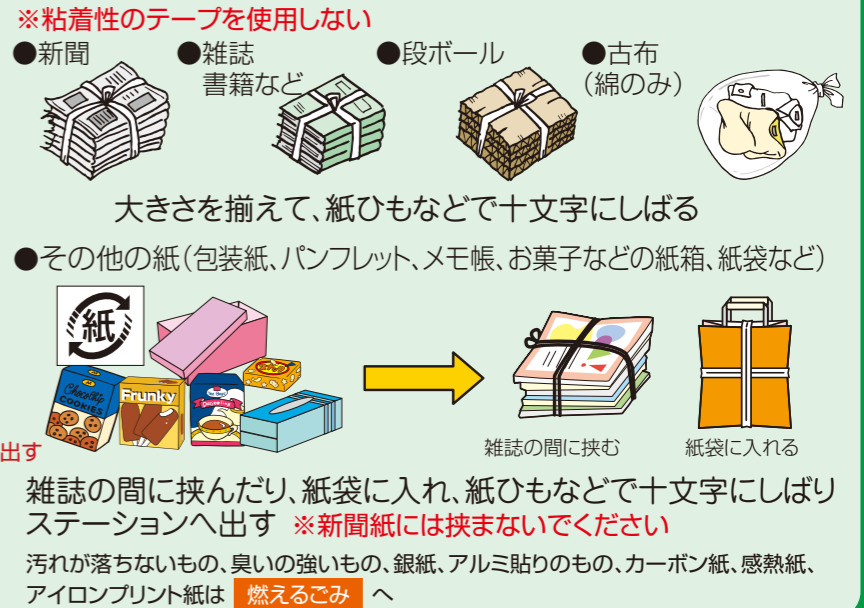 ※粘着性のテープを使用しない
●新聞
●雑誌
書籍など
●段ボール
●古布
(綿のみ)
大きさを揃えて、紙ひもなどで十文字にしばる
●その他の紙(包装紙、パンフレット、メモ帳、お菓子などの紙箱、紙袋など)
紙
Chocochip
COOKIES
Frunky
Darjeeling
出す
雑誌の間に挟む
紙袋に入れる
雑誌の間に挟んだり、紙袋に入れ、紙ひもなどで十文字にしばり
ステーションへ出す ※新聞紙には挟まないでください
汚れが落ちないもの、臭いの強いもの、銀紙、アルミ貼りのもの、カーボン紙、感熱紙、
アイロンプリント紙は 燃えるごみ へ